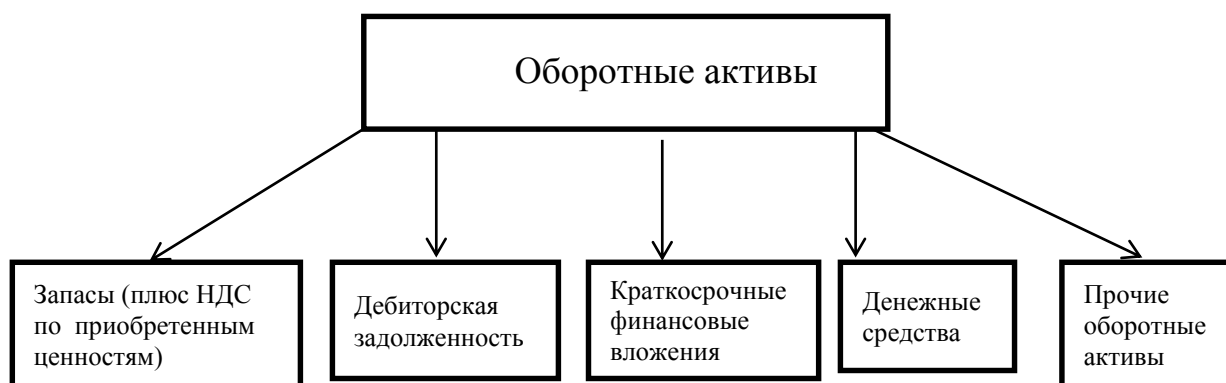 Оборотные активы
Запасы (плюс НДС
по приобретенным
ценностям)
Дебиторская
задолженность
Краткосрочные
финансовые
вложения
Денежные
средства
Прочие
оборотные
активы